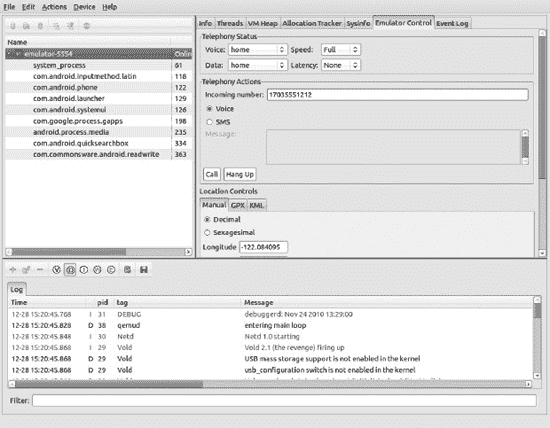 File Edit Actions Device Help
Info Threads VM Heap Allocation Tracker Sysinfo Emulator Control Event Log
Name
emulator-5554 Onlin
system_process 61
com.android.inputmethod.latin 118
com.android.phone 122
com.android.launcher 129
com.android.systemui 126
com.google.process.gapps 198
android.process.media 235
com.android.quicksearchbox 334
com.commonsware.android.readwrite 363
Telephony Status
Voice: home Speed: Full
Data: home Latency: None
Telephony Actions
Incoming number: 17035551212
Voice
SMS
Message:
Call Hang Up
Location Controls
Manual GPX KML
Decimal
Sexagesimal
Longitude -122.084095
Log
Time pid tag Message
12-28 15:20:45.768 I 31 DEBUG debuggerd: Nov 24 2010 13:29:00
12-28 15:20:45.828 D 38 qemud entering main loop
12-28 15:20:45.848 I 30 Netd Netd 1.0 starting
12-28 15:20:45.868 I 29 Vold Vold 2.1 (the revenge) firing up
12-28 15:20:45.868 D 29 Vold USB mass storage support is not enabled in the kernel
12-28 15:20:45.868 D 29 Vold usb_configuration switch is not enabled in the kernel
Filter: